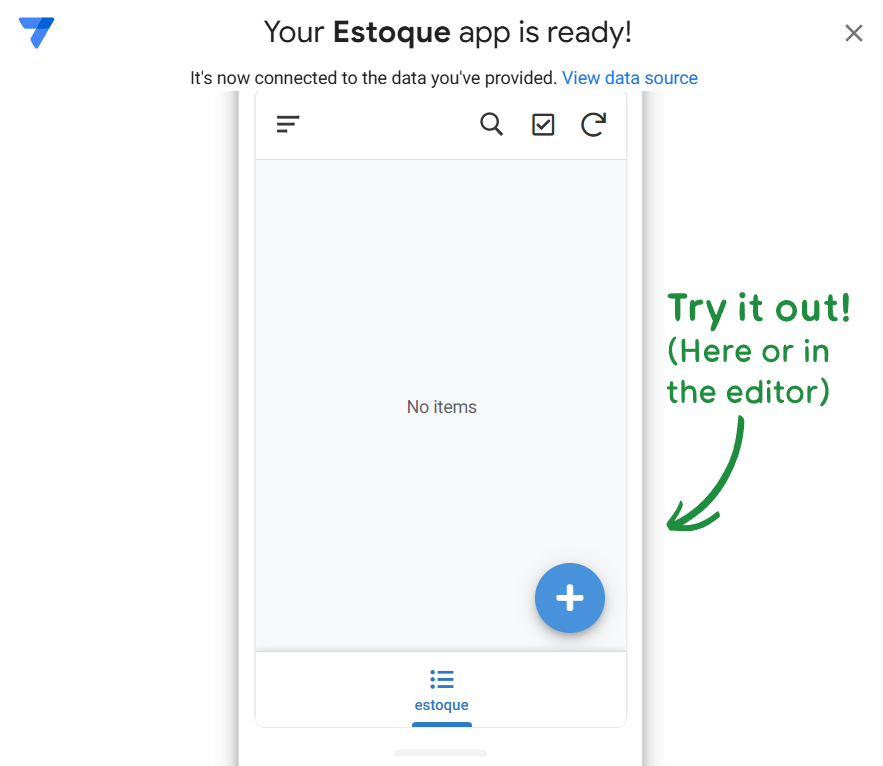 Your Estoque app is ready!
It's now connected to the data you've provided. View data source
Try it out!
(Here or in
the editor)
No items
estoque